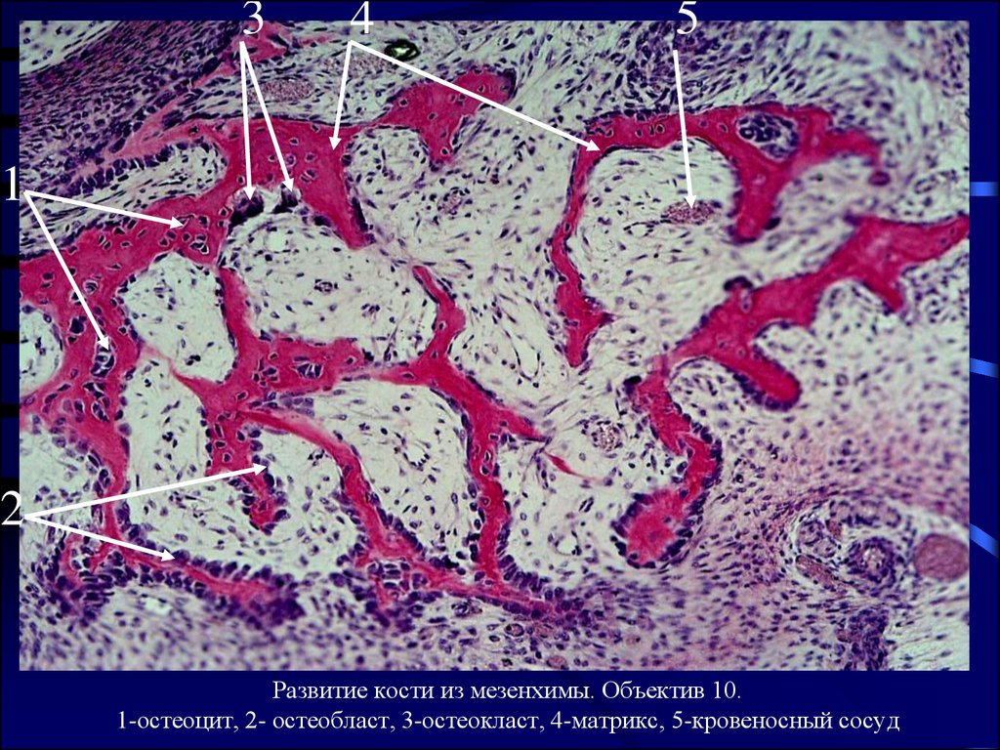 3 4 5
1
2
Развитие кости из мезенхимы. Объектив 10.
1-остеоцит, 2- остеобласт, 3-остеокласт, 4-матрикс, 5-кровеносный сосуд